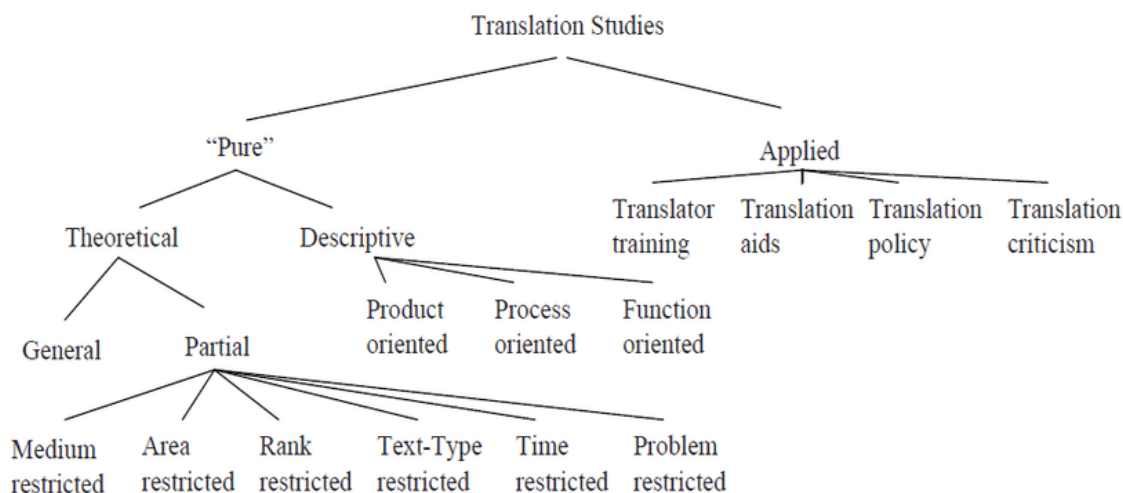 Translation Studies
“Pure”
Applied
Translator
training
Translation
aids
Translation
policy
Translation
criticism
Theoretical
Descriptive
Product
oriented
Process
oriented
Function
oriented
General
Partial
Medium
restricted
Area
restricted
Rank
restricted
Text-Type
restricted
Time
restricted
Problem
restricted